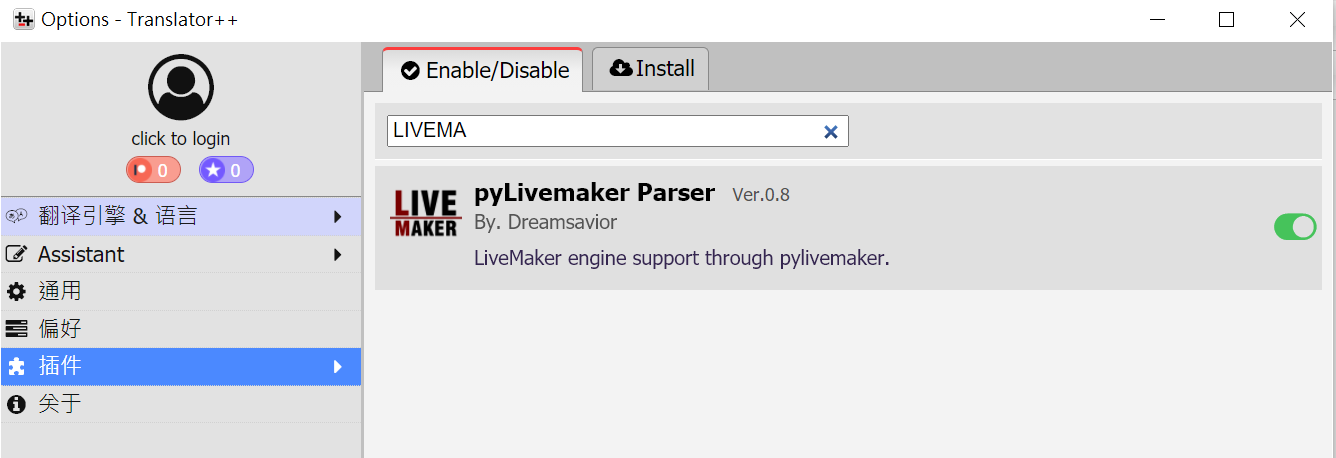 Options - Translator++
click to login
0 0
翻译引擎 & 语言
Assistant
通用
偏好
插件
关于
Enable/Disable
Install
LIVEMA
LIVE
MAKER
pyLivemaker Parser Ver.0.8
By. Dreamsavior
LiveMaker engine support through pylivemaker.